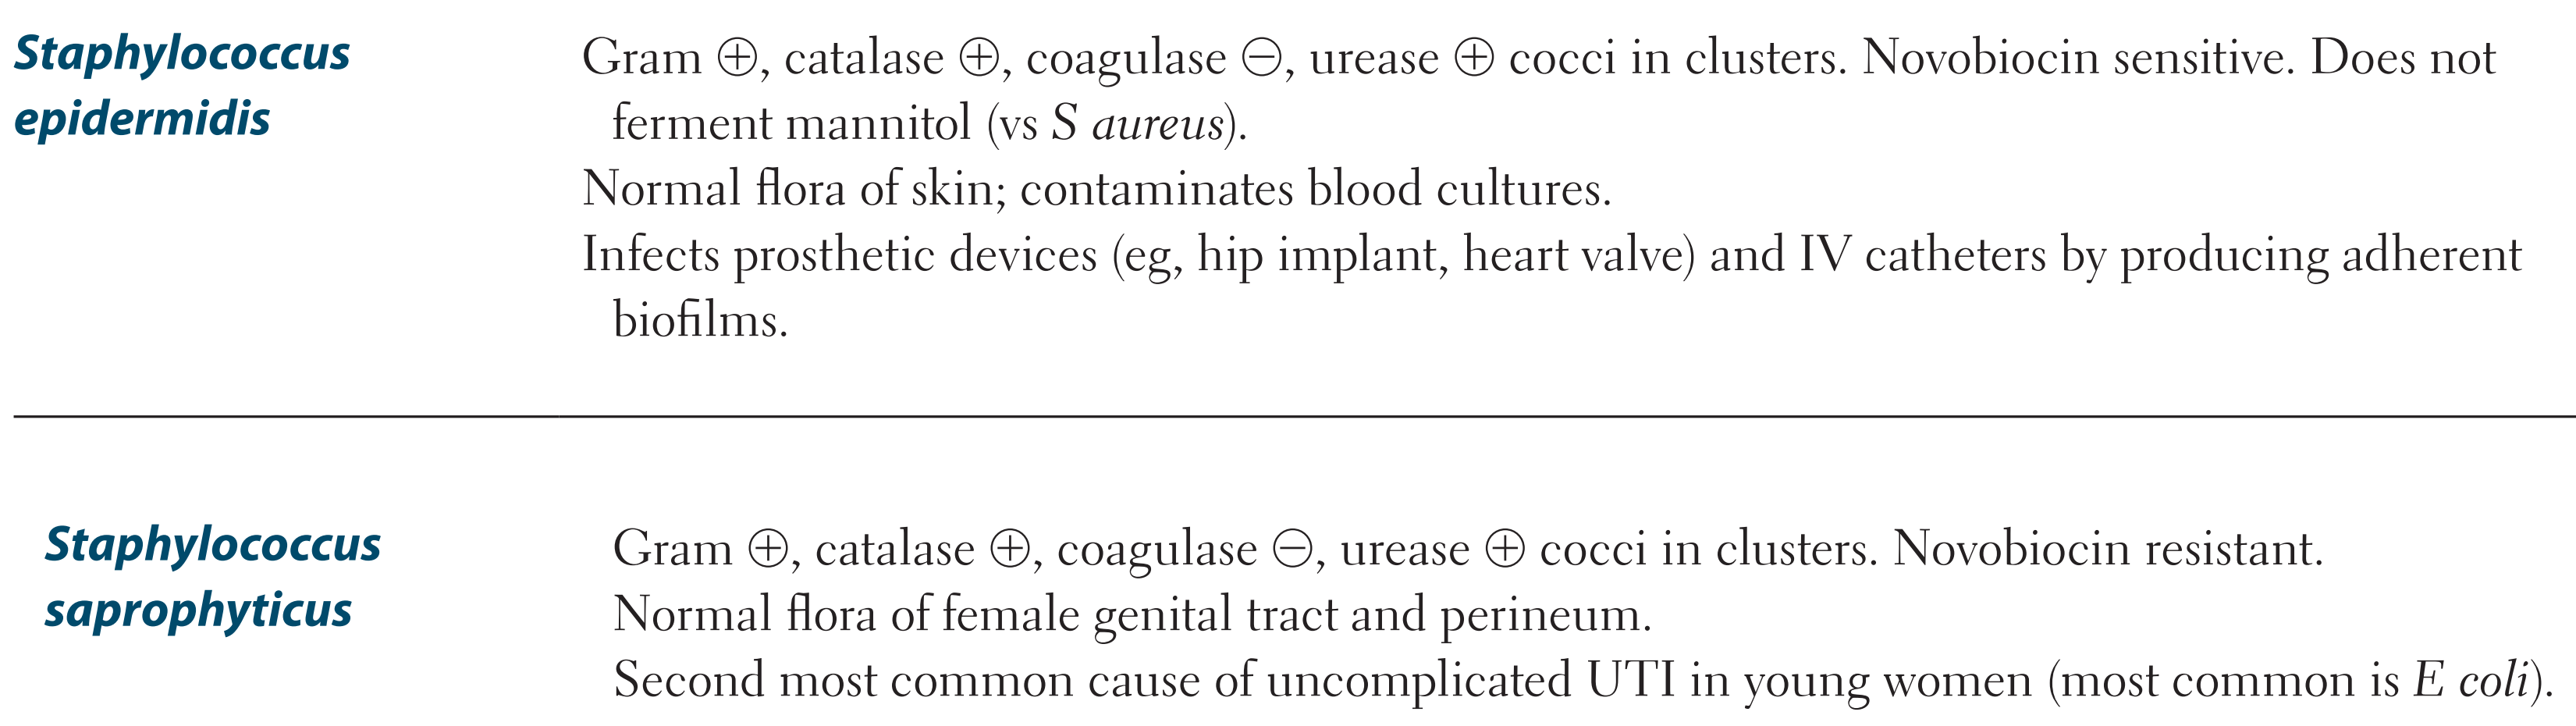 Staphylococcus
epidermidis
Gram ⊕, catalase ⊕, coagulase ⊖, urease ⊕ cocci in clusters. Novobiocin sensitive. Does not
ferment mannitol (vs S aureus).
Normal flora of skin; contaminates blood cultures.
Infects prosthetic devices (eg, hip implant, heart valve) and IV catheters by producing adherent
biofilms.
Staphylococcus
saprophyticus
Gram ⊕, catalase ⊕, coagulase ⊖, urease ⊕ cocci in clusters. Novobiocin resistant.
Normal flora of female genital tract and perineum.
Second most common cause of uncomplicated UTI in young women (most common is E coli).